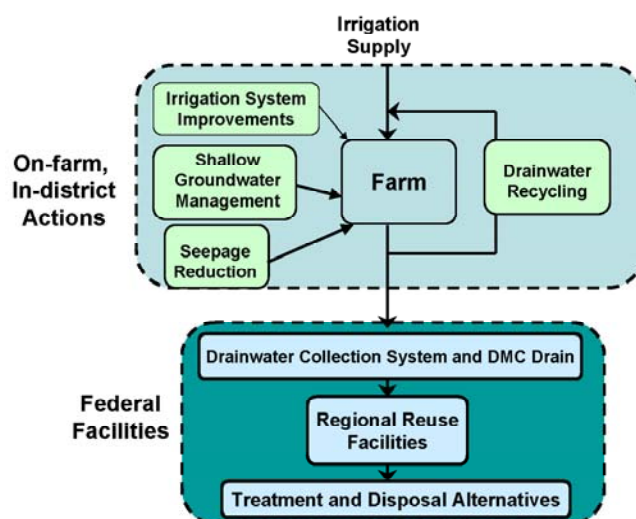 Irrigation
Supply
Irrigation System
Improvements
Shallow
Groundwater
Management
Seepage
Reduction
Farm
Drainwater
Recycling
On-farm,
In-district
Actions
Drainwater Collection System and DMC Drain
Regional Reuse
Facilities
Treatment and Disposal Alternatives
Federal
Facilities